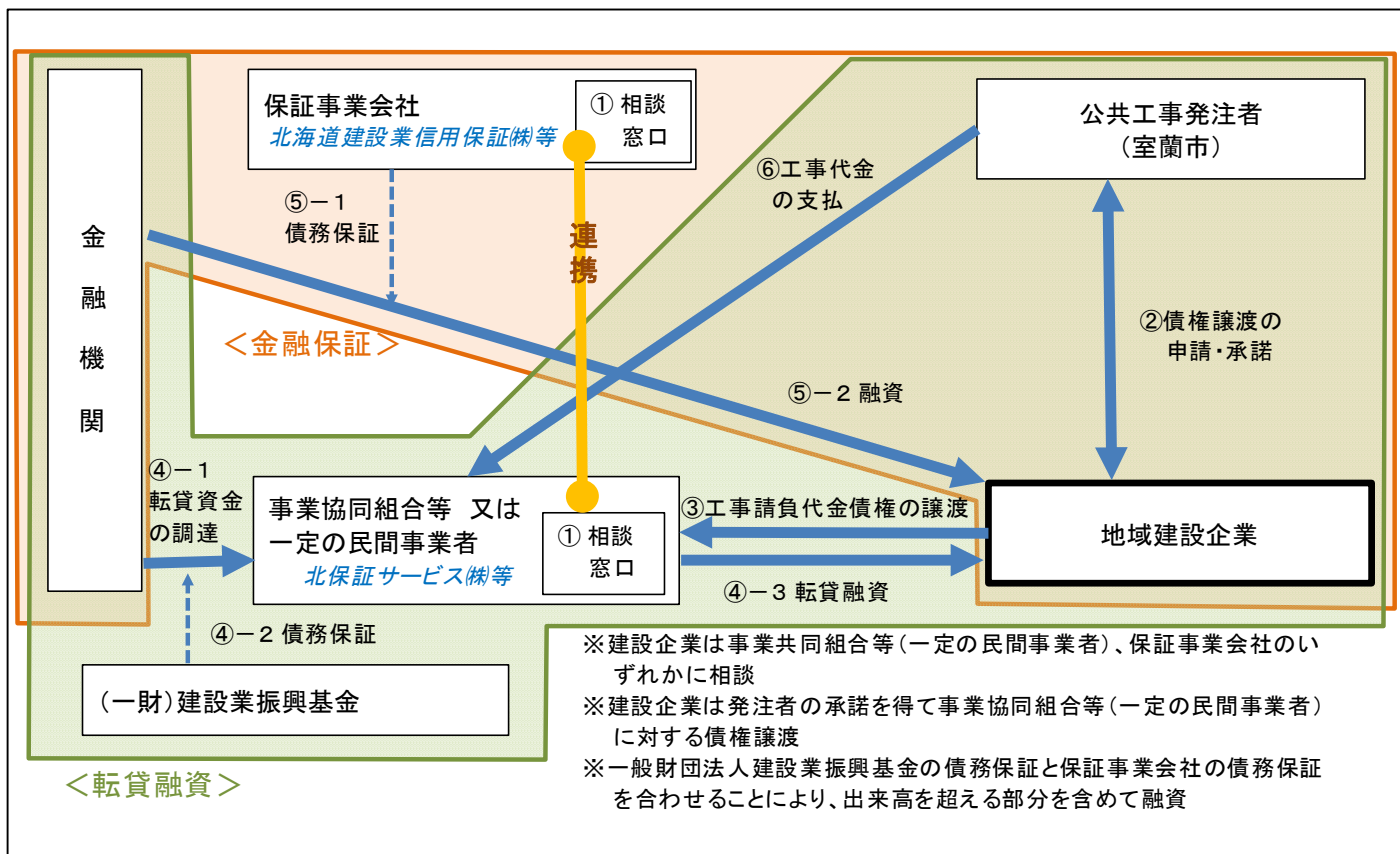 保証事業会社
北海道建設業信用保証㈱等
①相談
窓口
公共工事発注者
(室蘭市)
金
融
機
関
⑤－1
債務保証
連
携
⑥工事代金
の支払
②債権譲渡の
申請・承諾
＜金融保証＞
⑤－2 融資
④－1
転貸資金
の調達
事業協同組合等 又は
一定の民間事業者
北保証サービス㈱等
①相談
窓口
③工事請負代金債権の譲渡
④－3 転貸融資
地域建設企業
④－2 債務保証
(一財)建設業振興基金
＜転貸融資＞
※建設企業は事業共同組合等(一定の民間事業者)、保証事業会社のい
ずれかに相談
※建設企業は発注者の承諾を得て事業協同組合等(一定の民間事業者)
に対する債権譲渡
※一般財団法人建設業振興基金の債務保証と保証事業会社の債務保証
を合わせることにより、出来高を超える部分を含めて融資